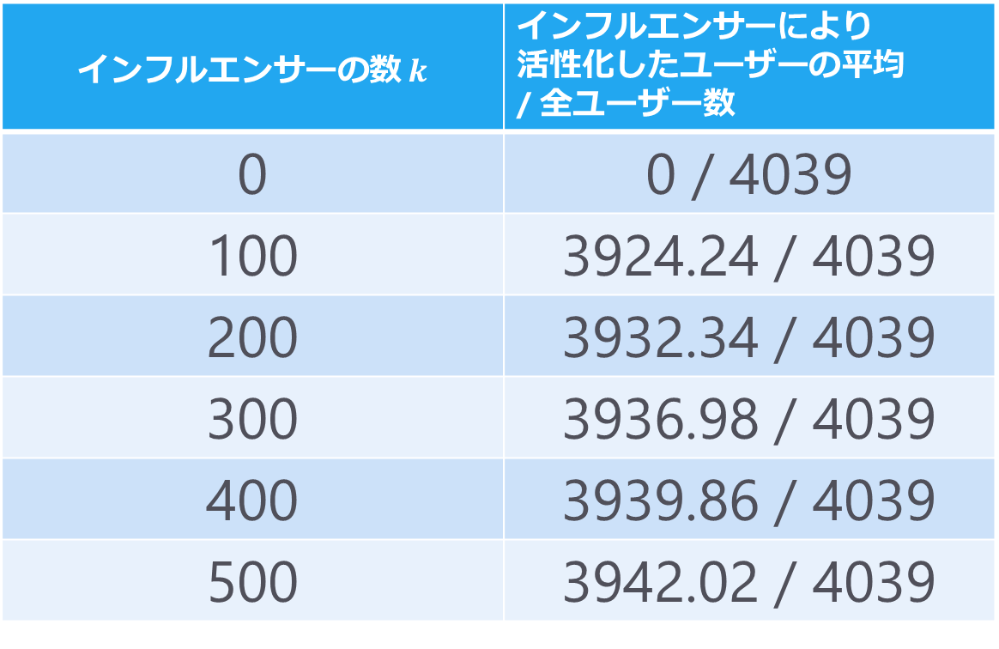 インフルエンサーの数 k
インフルエンサーにより
活性化したユーザーの平均
/ 全ユーザー数
0
0 / 4039
100
3924.24 / 4039
200
3932.34 / 4039
300
3936.98 / 4039
400
3939.86 / 4039
500
3942.02 / 4039